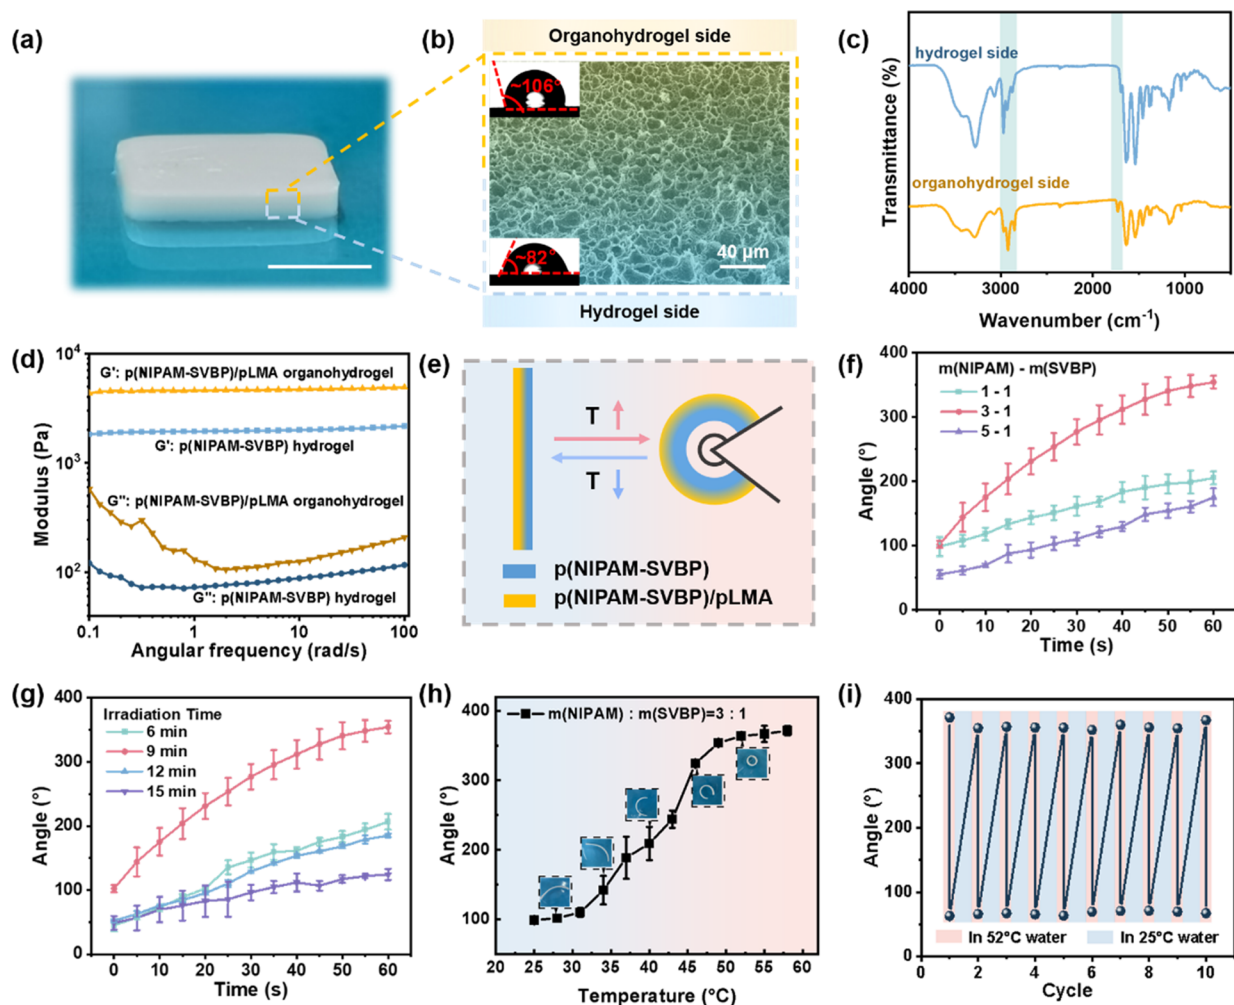 (a)
(b)
Organohydrogel side
~106°
~82°
40 μm
Hydrogel side
(c)
Transmittance (%)
hydrogel side
organohydrogel side
4000
3000
2000
1000
Wavenumber (cm⁻¹)
(d)
Modulus (Pa)
10⁴
10³
10²
G': p(NIPAM-SVBP)/pLMA organohydrogel
G': p(NIPAM-SVBP) hydrogel
G'': p(NIPAM-SVBP)/pLMA organohydrogel
G'': p(NIPAM-SVBP) hydrogel
0.1
1
10
100
Angular frequency (rad/s)
(e)
T
T
p(NIPAM-SVBP)
p(NIPAM-SVBP)/pLMA
(f)
Angle (°)
400
300
200
100
0
m(NIPAM) - m(SVBP)
1 - 1
3 - 1
5 - 1
0
10
20
30
40
50
60
Time (s)
(g)
Angle (°)
400
300
200
100
0
Irradiation Time
6 min
9 min
12 min
15 min
0
10
20
30
40
50
60
Time (s)
(h)
Angle (°)
400
300
200
100
m(NIPAM) : m(SVBP)=3 : 1
20
25
30
35
40
45
50
55
60
Temperature (°C)
(i)
Angle (°)
400
300
200
100
0
In 52°C water
In 25°C water
0
2
4
6
8
10
Cycle